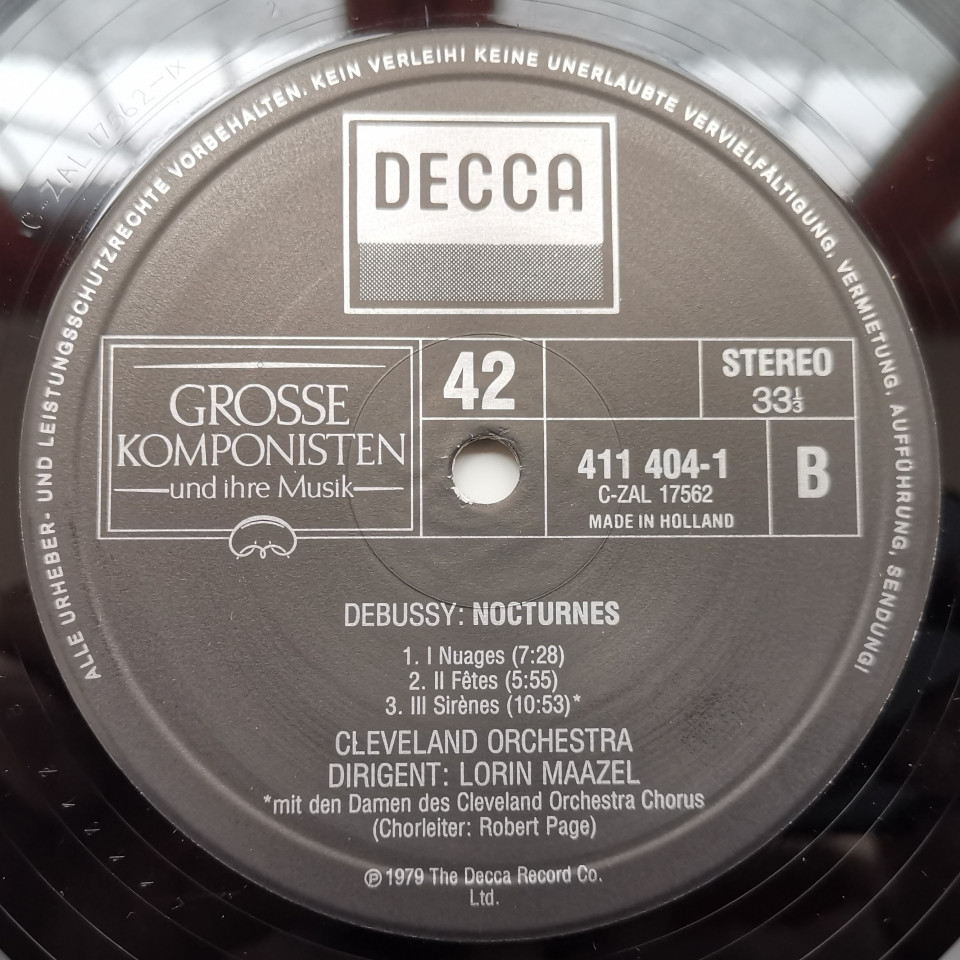 ALLE URHEBER- UND LEISTUNGSSCHUTZRECHTE VORBEHALTEN. KEIN VERLEIH! KEINE UNERLAUBTE VERVIELFÄLTIGUNG, VERMIETUNG, AUFFÜHRUNG, SENDUNG!
C-ZAL 17562-1X
DECCA
GROSSE
KOMPONISTEN
und ihre Musik
42
STEREO
33⅓
411 404-1
C-ZAL 17562
MADE IN HOLLAND
B
DEBUSSY: NOCTURNES
1. I Nuages (7:28)
2. II Fêtes (5:55)
3. III Sirènes (10:53)*
CLEVELAND ORCHESTRA
DIRIGENT: LORIN MAAZEL
*mit den Damen des Cleveland Orchestra Chorus
(Chorleiter: Robert Page)
℗ 1979 The Decca Record Co.
Ltd.